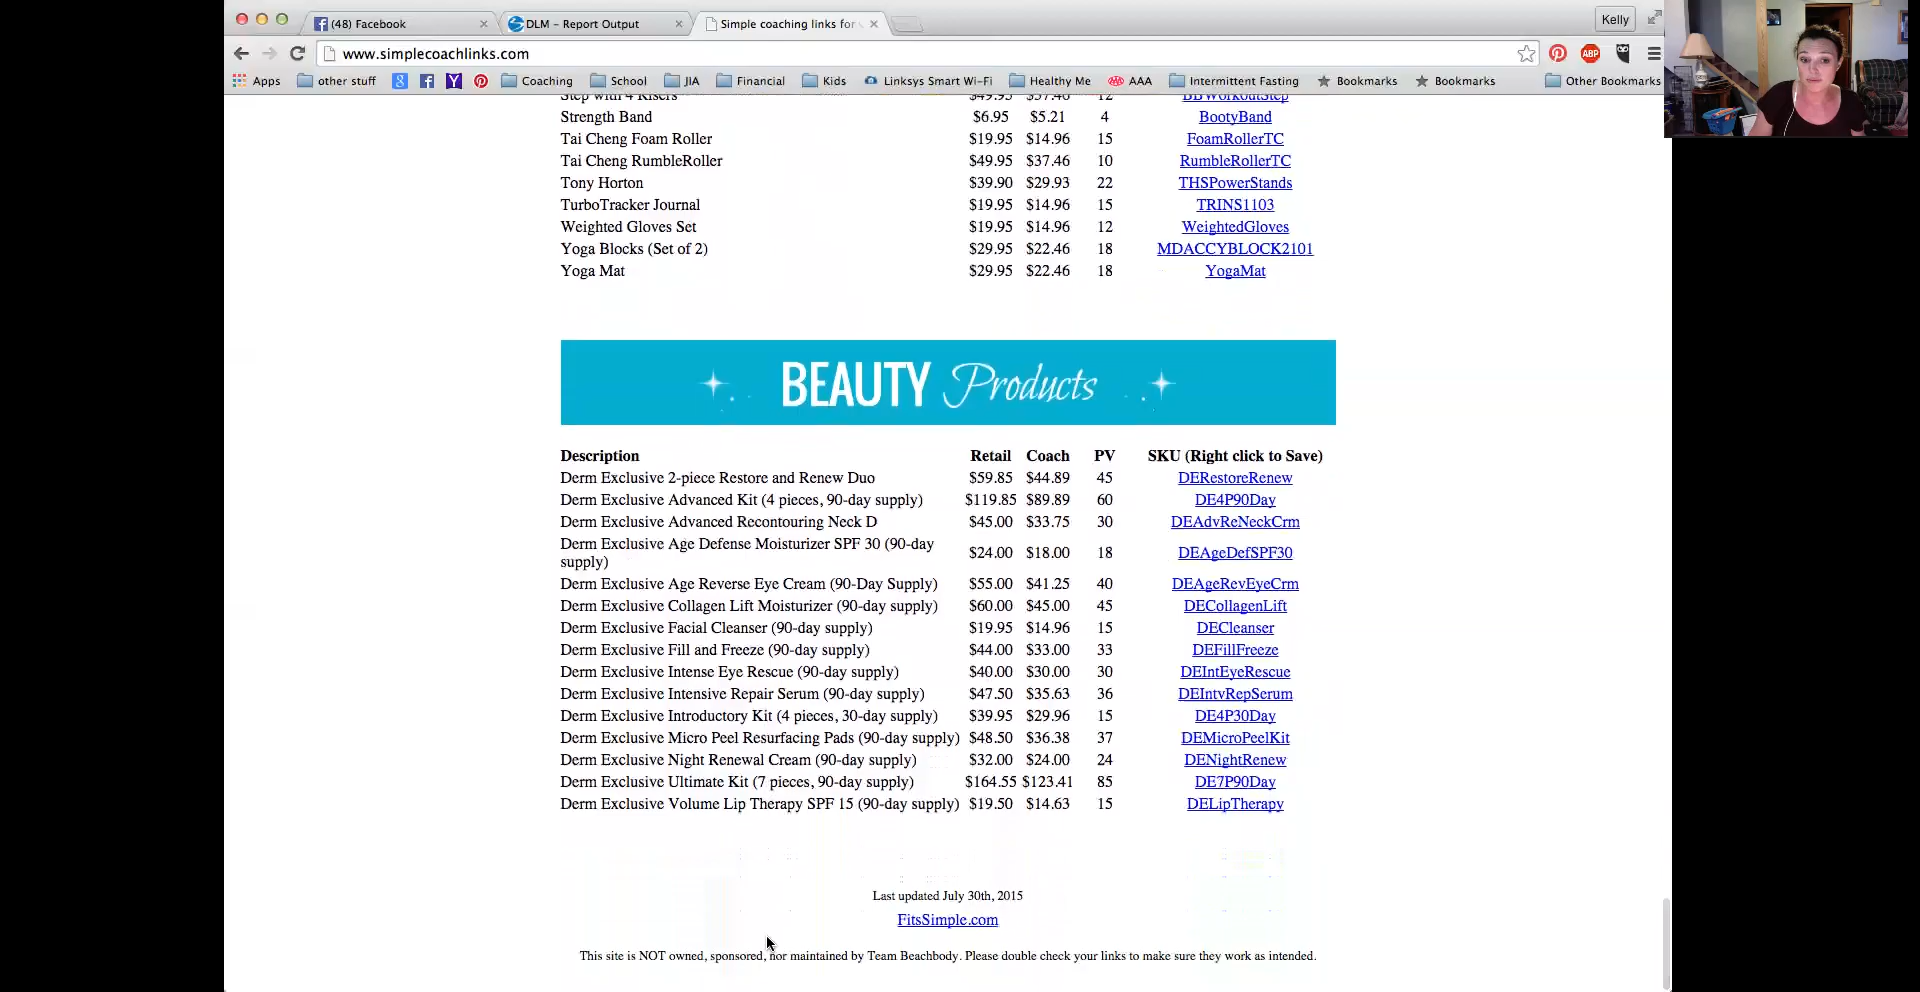 (48) Facebook
DLM - Report Output
Simple coaching links for
Kelly
www.simplecoachlinks.com
ABP
Apps other stuff Coaching School JIA Financial Kids Linksys Smart Wi-Fi Healthy Me AAA Intermittent Fasting Bookmarks Bookmarks Other Bookmarks
Step with 4 Risers $49.95 $37.46 12 BBWorkoutStep
Strength Band $6.95 $5.21 4 BootyBand
Tai Cheng Foam Roller $19.95 $14.96 15 FoamRollerTC
Tai Cheng RumbleRoller $49.95 $37.46 10 RumbleRollerTC
Tony Horton $39.90 $29.93 22 THSPowerStands
TurboTracker Journal $19.95 $14.96 15 TRINS1103
Weighted Gloves Set $19.95 $14.96 12 WeightedGloves
Yoga Blocks (Set of 2) $29.95 $22.46 18 MDACCYBLOCK2101
Yoga Mat $29.95 $22.46 18 YogaMat
BEAUTY Products
Description Retail Coach PV SKU (Right click to Save)
Derm Exclusive 2-piece Restore and Renew Duo $59.85 $44.89 45 DERestoreRenew
Derm Exclusive Advanced Kit (4 pieces, 90-day supply) $119.85 $89.89 60 DE4P90Day
Derm Exclusive Advanced Recontouring Neck D $45.00 $33.75 30 DEAdvReNeckCrm
Derm Exclusive Age Defense Moisturizer SPF 30 (90-day
supply) $24.00 $18.00 18 DEAgeDefSPF30
Derm Exclusive Age Reverse Eye Cream (90-Day Supply) $55.00 $41.25 40 DEAgeRevEyeCrm
Derm Exclusive Collagen Lift Moisturizer (90-day supply) $60.00 $45.00 45 DECollagenLift
Derm Exclusive Facial Cleanser (90-day supply) $19.95 $14.96 15 DECleanser
Derm Exclusive Fill and Freeze (90-day supply) $44.00 $33.00 33 DEFillFreeze
Derm Exclusive Intense Eye Rescue (90-day supply) $40.00 $30.00 30 DEIntEyeRescue
Derm Exclusive Intensive Repair Serum (90-day supply) $47.50 $35.63 36 DEIntvRepSerum
Derm Exclusive Introductory Kit (4 pieces, 30-day supply) $39.95 $29.96 15 DE4P30Day
Derm Exclusive Micro Peel Resurfacing Pads (90-day supply) $48.50 $36.38 37 DEMicroPeelKit
Derm Exclusive Night Renewal Cream (90-day supply) $32.00 $24.00 24 DENightRenew
Derm Exclusive Ultimate Kit (7 pieces, 90-day supply) $164.55 $123.41 85 DE7P90Day
Derm Exclusive Volume Lip Therapy SPF 15 (90-day supply) $19.50 $14.63 15 DELipTherapy
Last updated July 30th, 2015
FitsSimple.com
This site is NOT owned, sponsored, nor maintained by Team Beachbody. Please double check your links to make sure they work as intended.